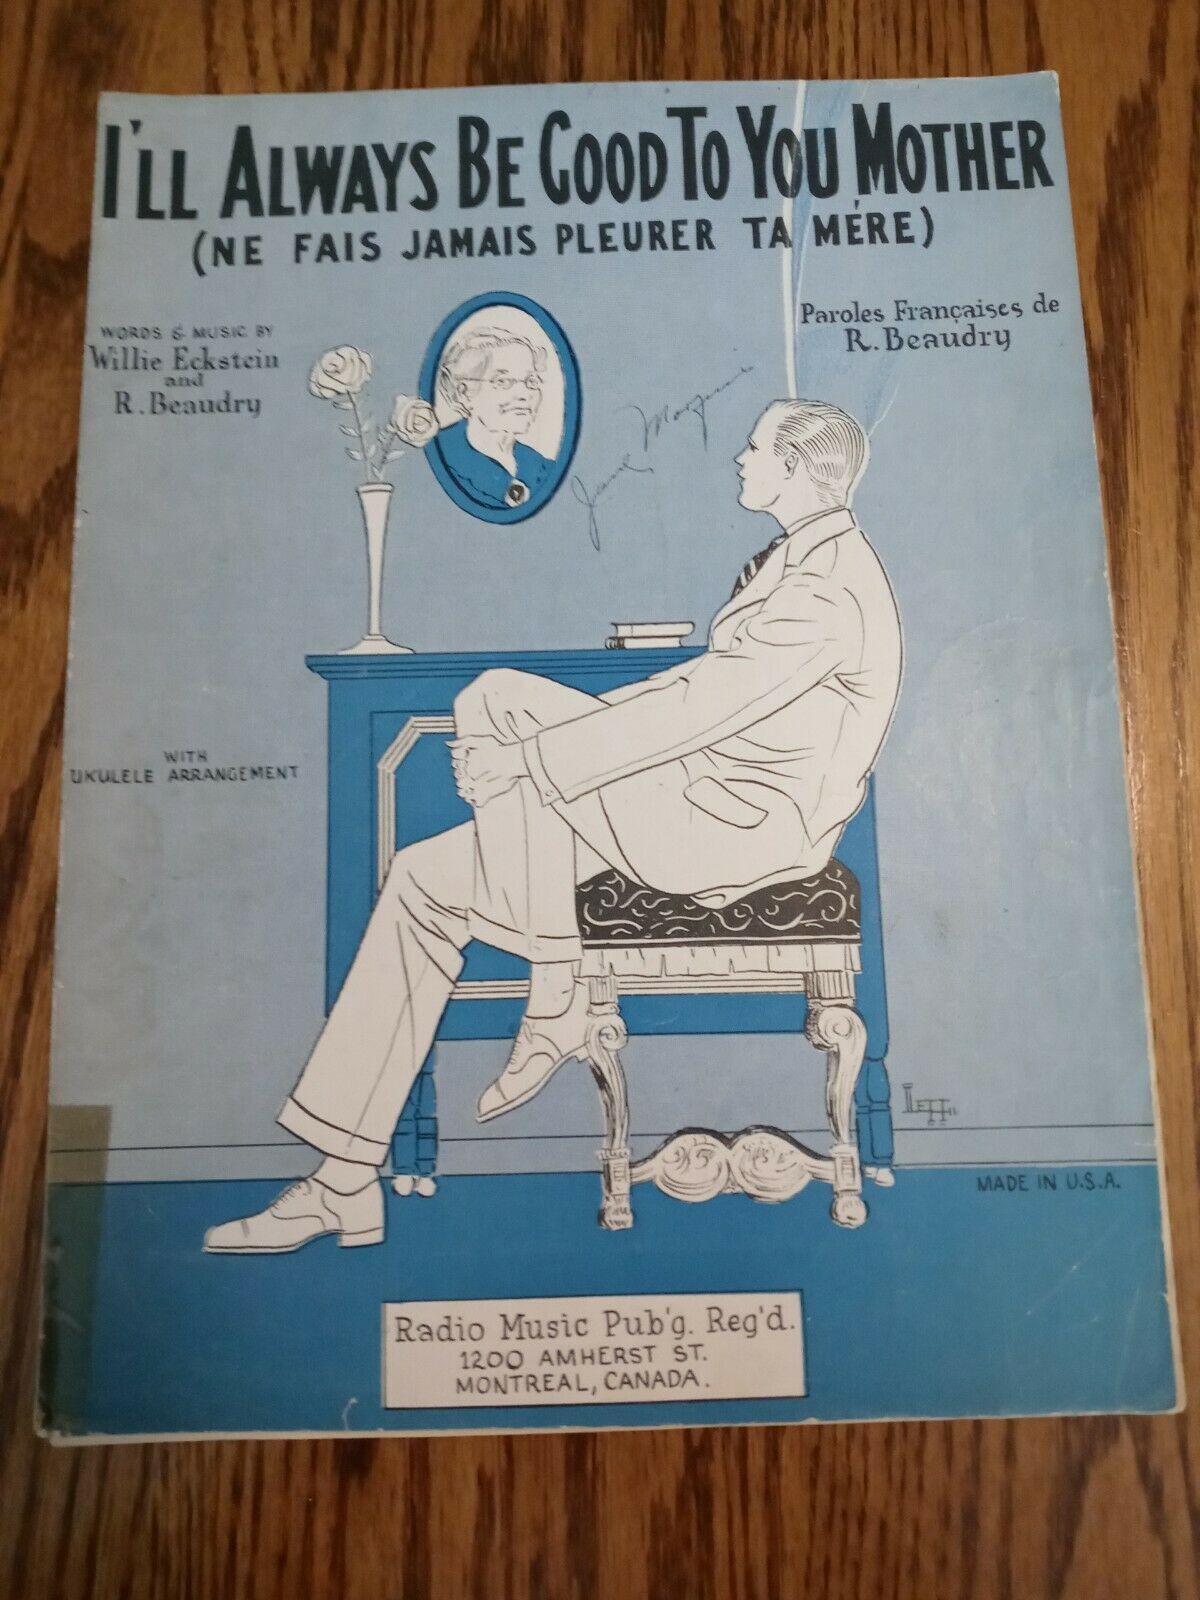 I'LL ALWAYS BE GOOD TO YOU MOTHER
(NE FAIS JAMAIS PLEURER TA MÉRE)
WORDS & MUSIC BY
Willie Eckstein
and
R. Beaudry
Paroles Françaises de
R. Beaudry
WITH
UKULELE ARRANGEMENT
MADE IN U.S.A.
Radio Music Pub'g. Reg'd.
1200 AMHERST ST.
MONTREAL, CANADA.